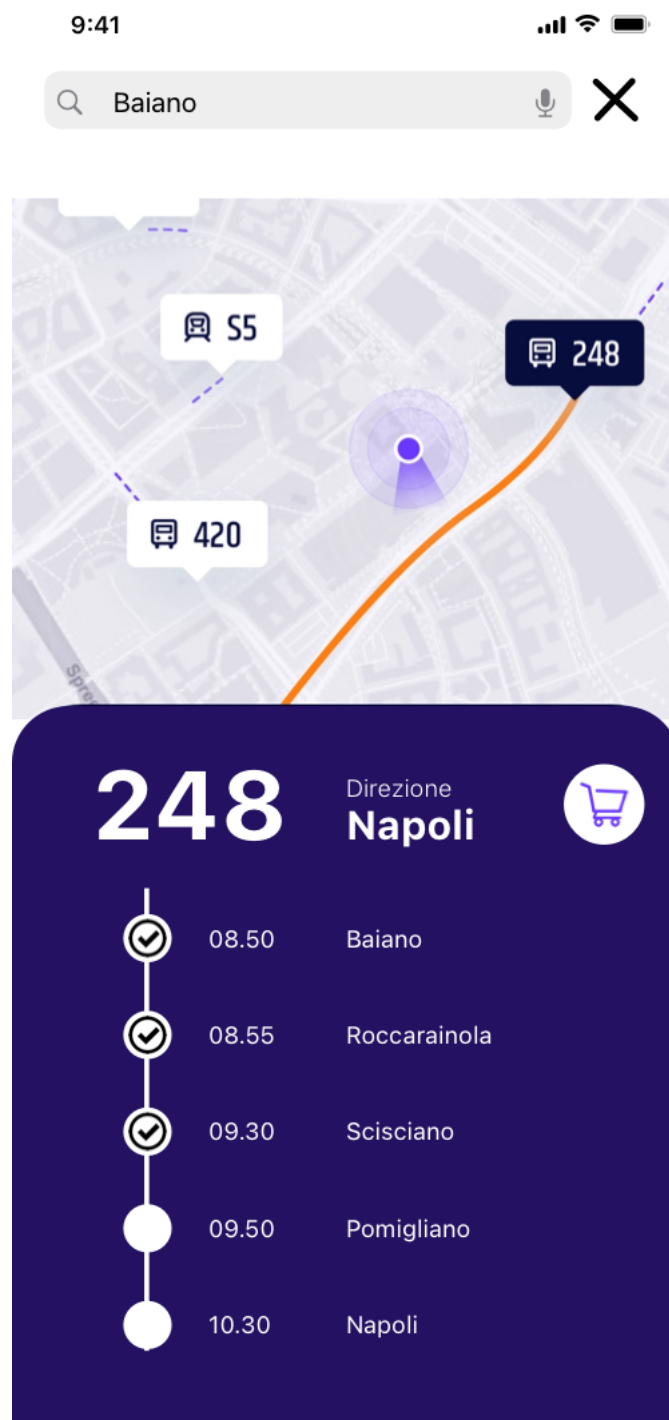 9:41
Baiano
S5
248
420
Spree
248
Direzione
Napoli
08.50 Baiano
08.55 Roccarainola
09.30 Scisciano
09.50 Pomigliano
10.30 Napoli